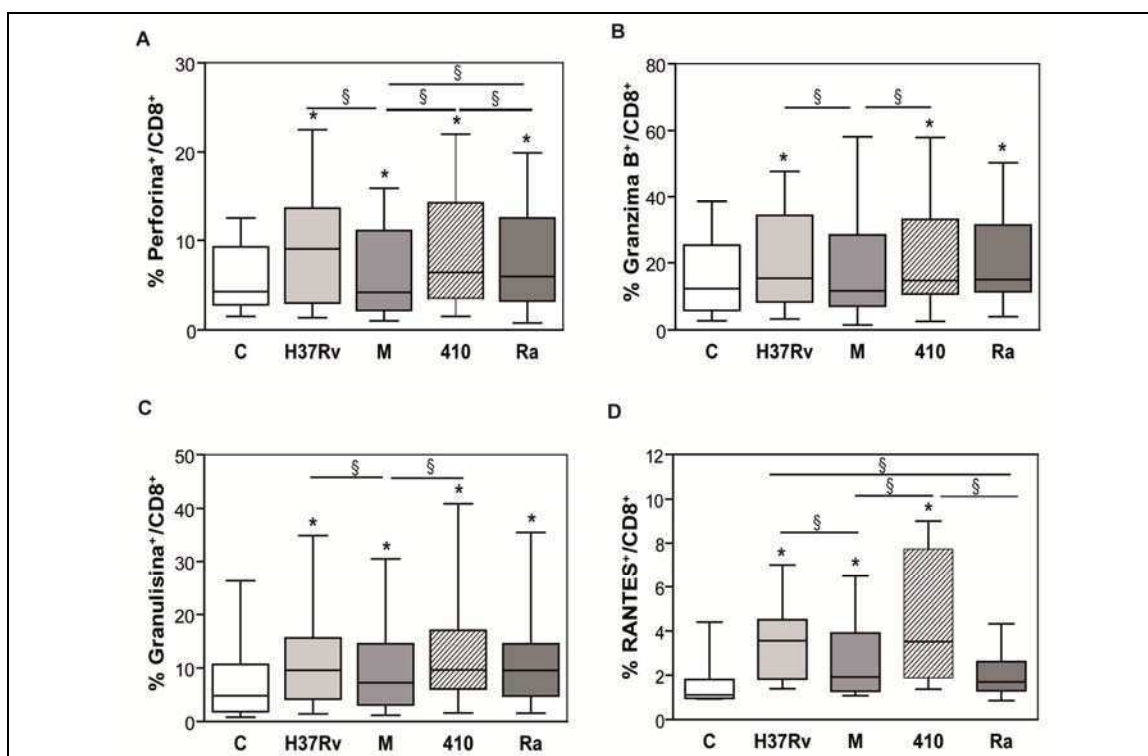 A
% Perforina⁺/CD8⁺
30
20
10
0
§
§ § §
* * * *
C H37Rv M 410 Ra
B
% Granzima B⁺/CD8⁺
80
60
40
20
0
§ §
* * *
C H37Rv M 410 Ra
C
% Granulisina⁺/CD8⁺
50
40
30
20
10
0
§ §
* * * *
C H37Rv M 410 Ra
D
% RANTES⁺/CD8⁺
12
10
8
6
4
2
0
§
§ §
§
* * *
C H37Rv M 410 Ra